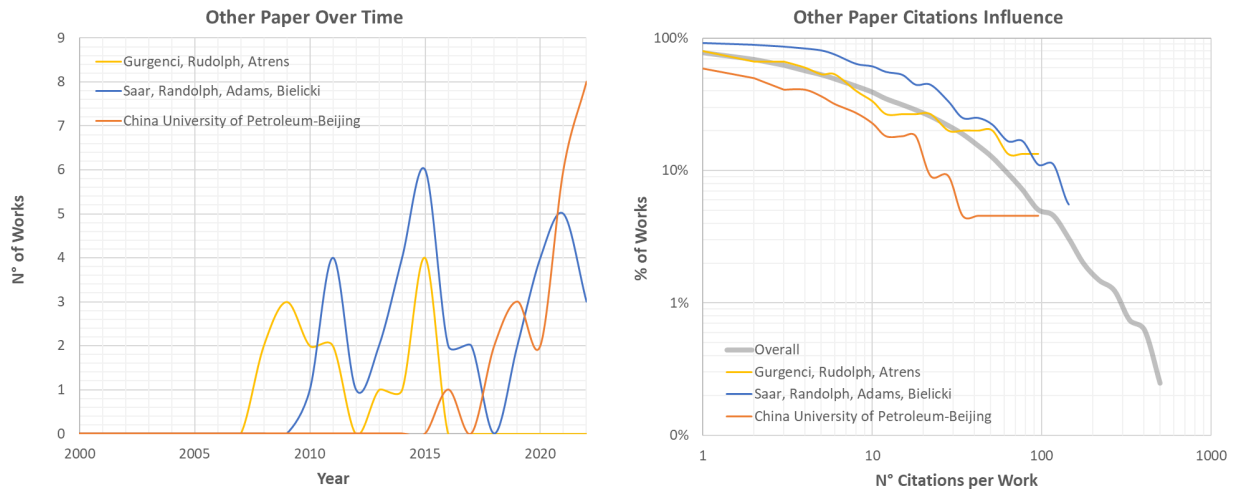 Other Paper Over Time
9
8
7
6
5
4
3
2
1
0
N° of Works
Gurgenci, Rudolph, Atrens
Saar, Randolph, Adams, Bielicki
China University of Petroleum-Beijing
2000 2005 2010 2015 2020
Year
Other Paper Citations Influence
100%
10%
1%
0%
% of Works
Overall
Gurgenci, Rudolph, Atrens
Saar, Randolph, Adams, Bielicki
China University of Petroleum-Beijing
1 10 100 1000
N° Citations per Work